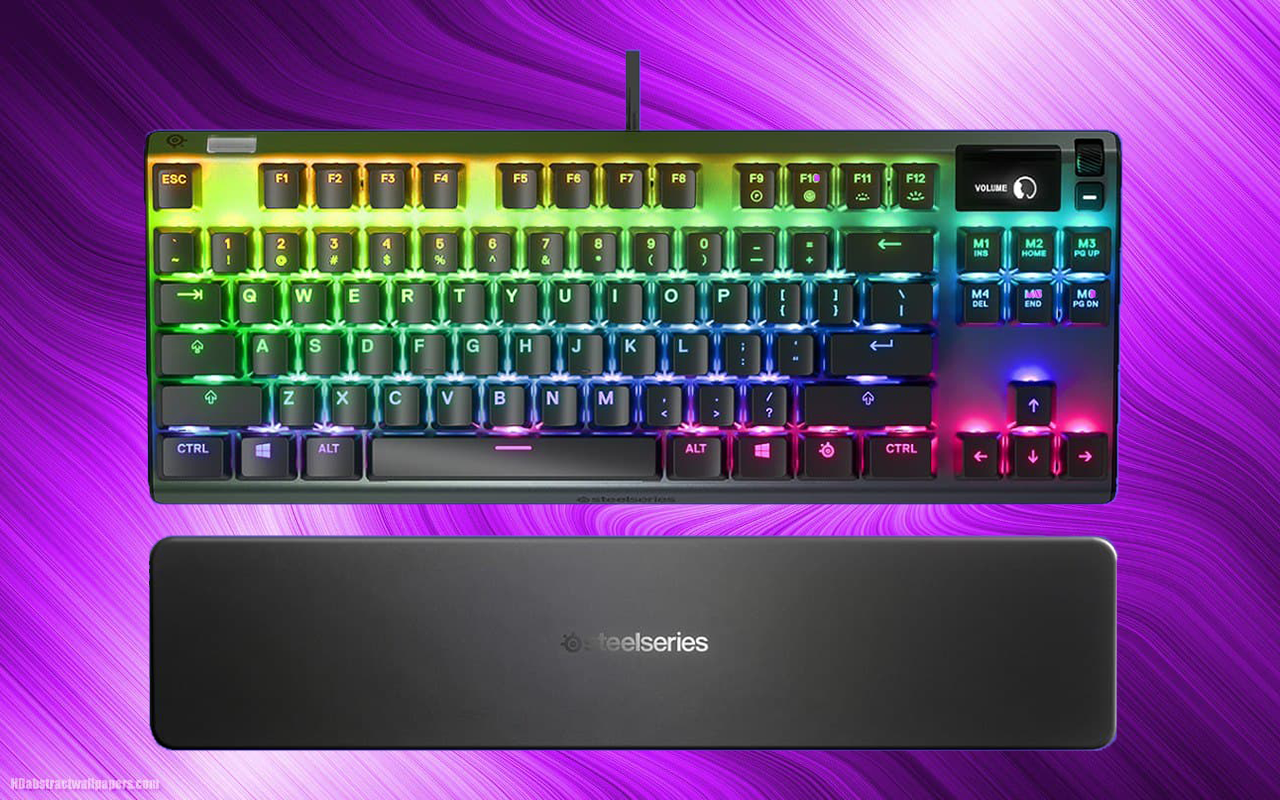 ESC F1 F2 F3 F4 F5 F6 F7 F8 F9 F10 F11 F12 VOLUME
` 1 2 3 4 5 6 7 8 9 0 – = M1 M2 M3
~ ! @ # $ % ^ & * ( ) — + INS HOME PG UP
Q W E R T Y U I O P [ ] \ M4 M5 M6
{ } | DEL END PG DN
A S D F G H J K L ; '
: "
Z X C V B N M , . /
< > ?
CTRL ALT ALT CTRL
steelseries
steelseries
HDabstractwallpapers.com